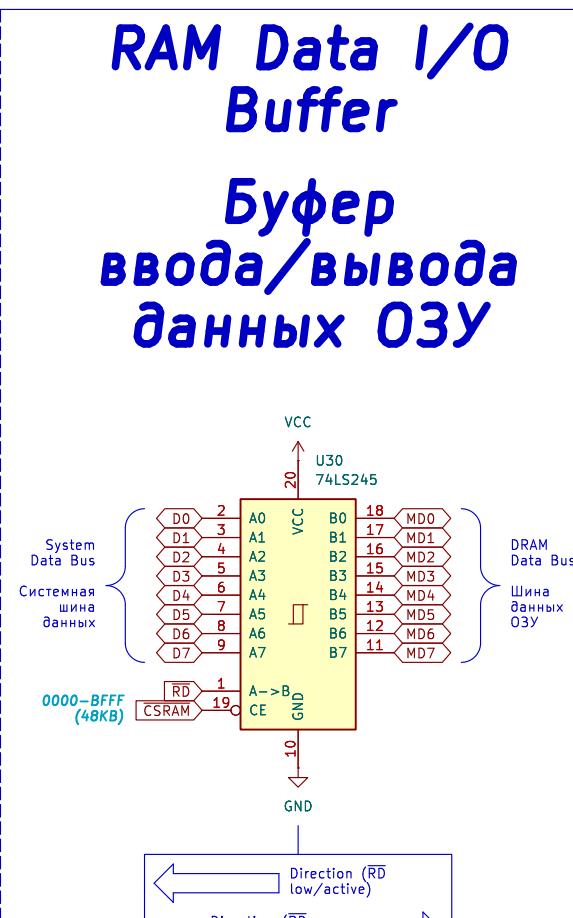 RAM Data I/O
Buffer
Буфер
ввода/вывода
данных ОЗУ
VCC
20
U30
74LS245
System
Data Bus
Системная
шина
данных
D0 2 A0 VCC B0 18 MD0
D1 3 A1 B1 17 MD1
D2 4 A2 B2 16 MD2
D3 5 A3 B3 15 MD3
D4 6 A4 B4 14 MD4
D5 7 A5 B5 13 MD5
D6 8 A6 B6 12 MD6
D7 9 A7 B7 11 MD7
DRAM
Data Bus
Шина
данных
ОЗУ
RD 1 A->B
0000-BFFF
(48KB)
CSRAM 19 CE GND
10
GND
Direction (RD
low/active)
Direction (RD